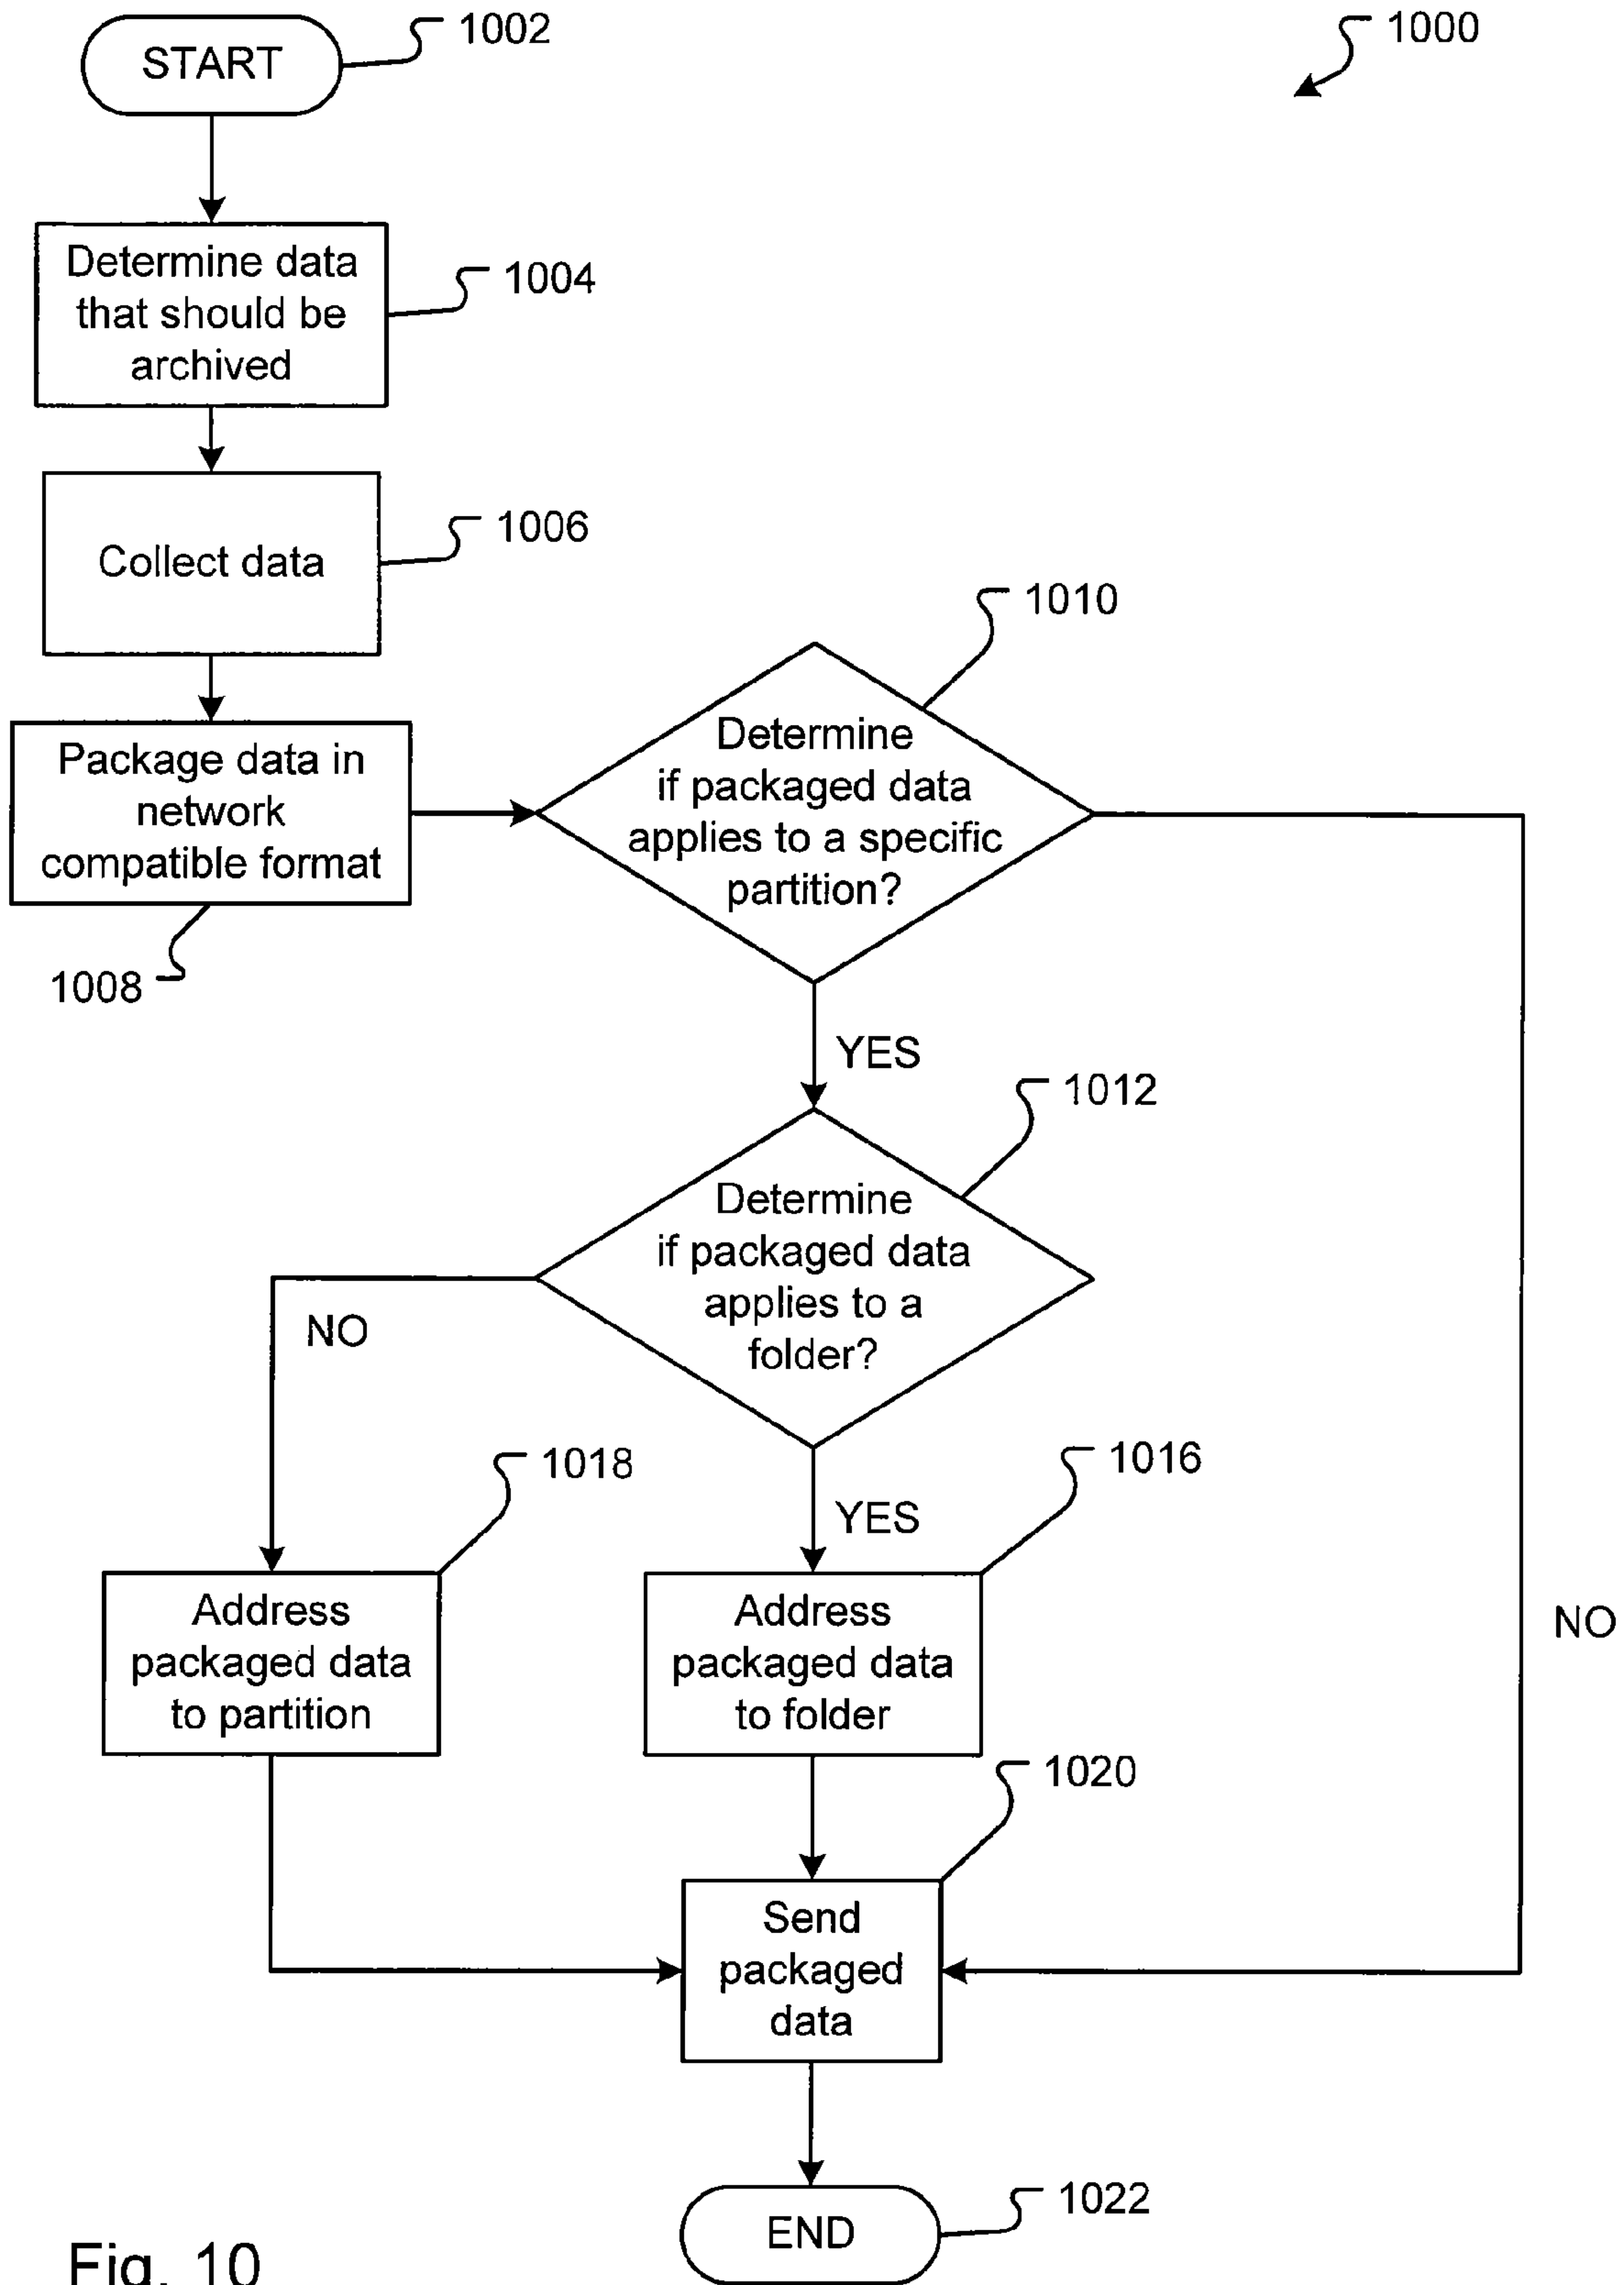 START
1002
1000
Determine data
that should be
archived
1004
Collect data
1006
Package data in
network
compatible format
1008
1010
Determine
if packaged data
applies to a specific
partition?
YES
1012
Determine
if packaged data
applies to a
folder?
NO
1018
YES
1016
Address
packaged data
to partition
Address
packaged data
to folder
NO
1020
Send
packaged
data
END
1022
Fig. 10